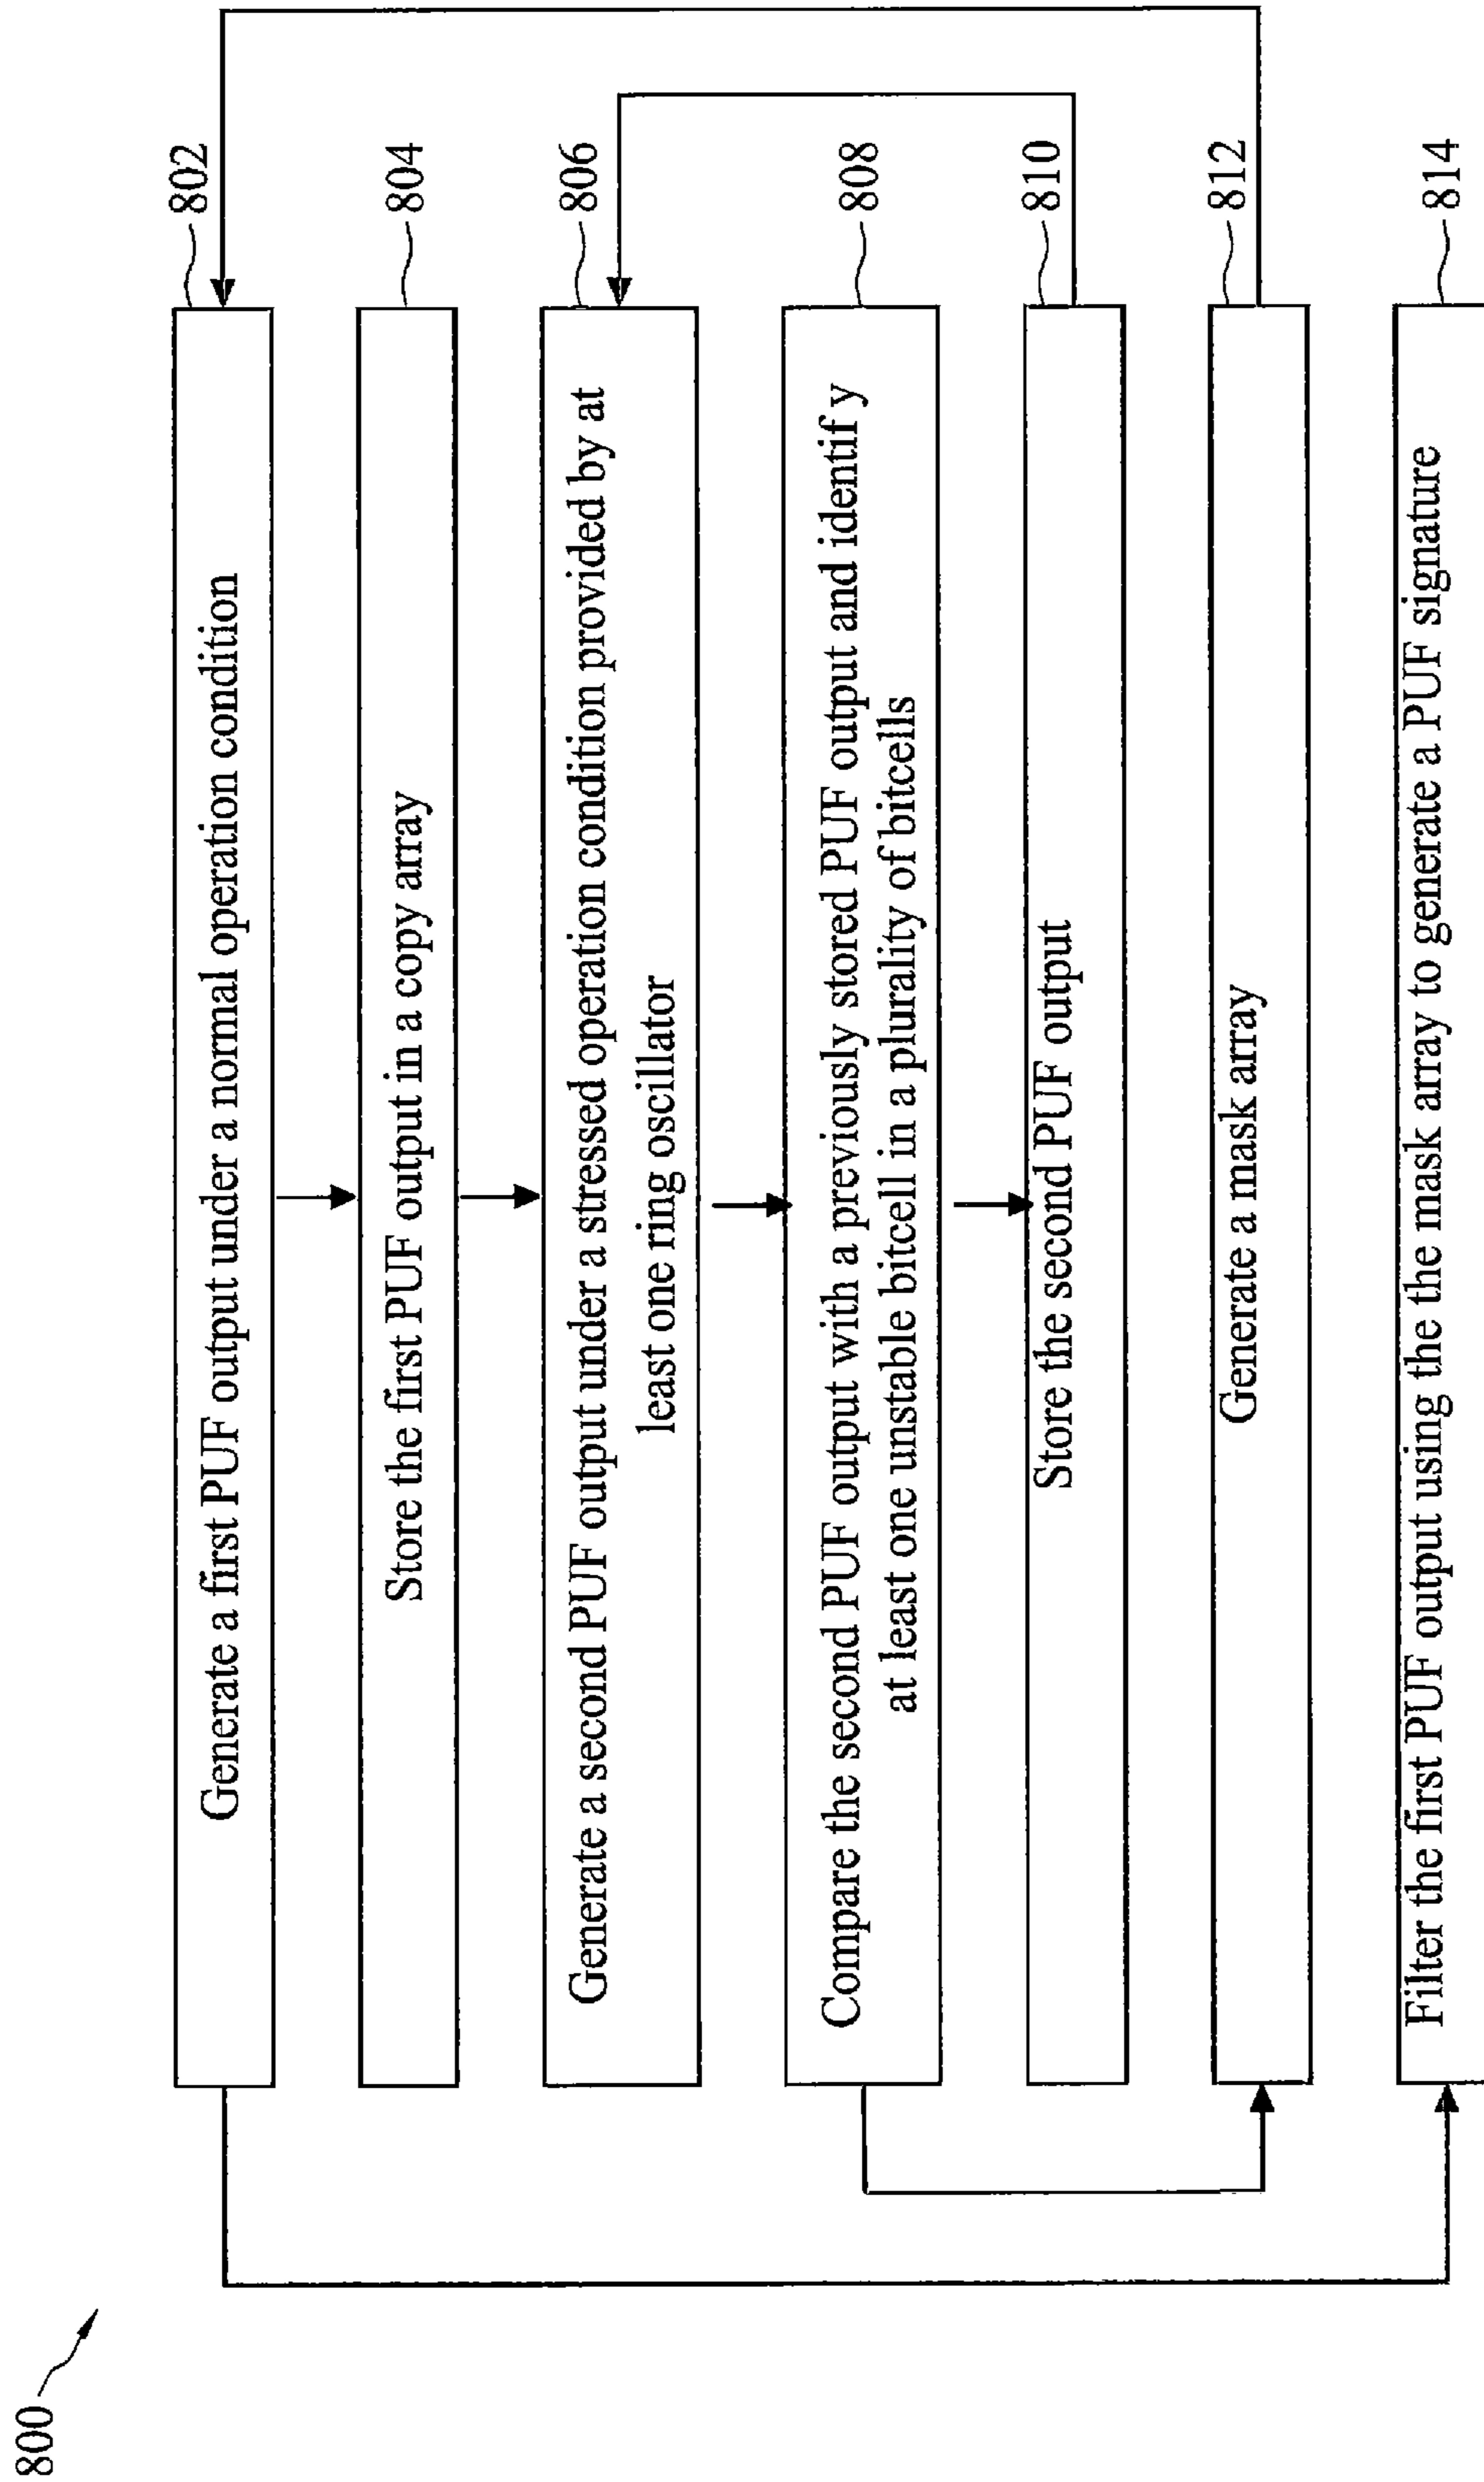 800
802
Generate a first PUF output under a normal operation condition
804
Store the first PUF output in a copy array
806
Generate a second PUF output under a stressed operation condition provided by at
least one ring oscillator
808
Compare the second PUF output with a previously stored PUF output and identif y
at least one unstable bitcell in a plurality of bitcells
810
Store the second PUF output
812
Generate a mask array
814
Filter the first PUF output using the the mask array to generate a PUF signature